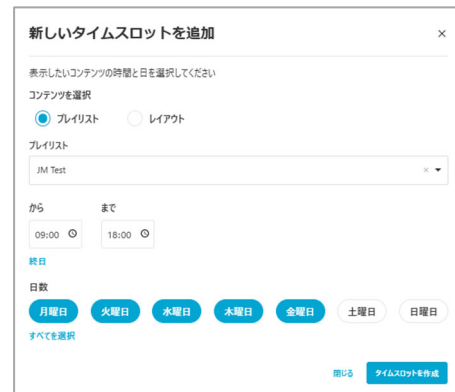 新しいタイムスロットを追加
表示したいコンテンツの時間と日を選択してください
コンテンツを選択
プレイリスト レイアウト
プレイリスト
JM Test
から まで
09:00 18:00
終日
日数
月曜日 火曜日 水曜日 木曜日 金曜日 土曜日 日曜日
すべてを選択
閉じる タイムスロットを作成